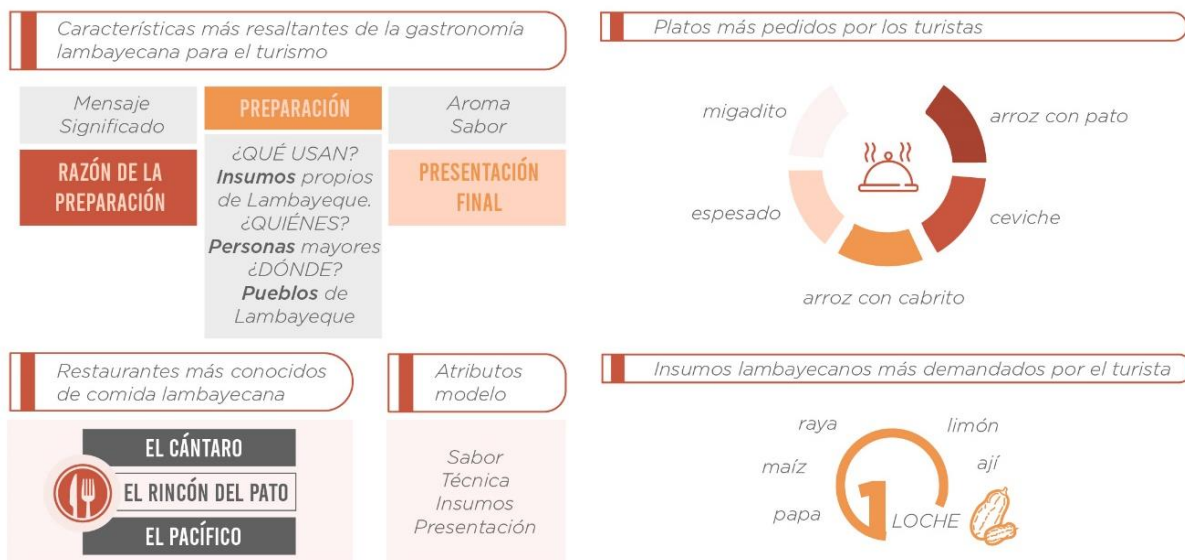 Características más resaltantes de la gastronomía
lambayecana para el turismo
Mensaje
Significado
RAZÓN DE LA
PREPARACIÓN
PREPARACIÓN
¿QUÉ USAN?
Insumos propios
de Lambayeque.
¿QUIÉNES?
Personas mayores
¿DÓNDE?
Pueblos de
Lambayeque
Aroma
Sabor
PRESENTACIÓN
FINAL
Platos más pedidos por los turistas
migadito
arroz con pato
espesado
ceviche
arroz con cabrito
Restaurantes más conocidos
de comida lambayecana
EL CÁNTARO
EL RINCÓN DEL PATO
EL PACÍFICO
Atributos
modelo
Sabor
Técnica
Insumos
Presentación
Insumos lambayecanos más demandados por el turista
raya
limón
maíz
ají
papa
1 LOCHE